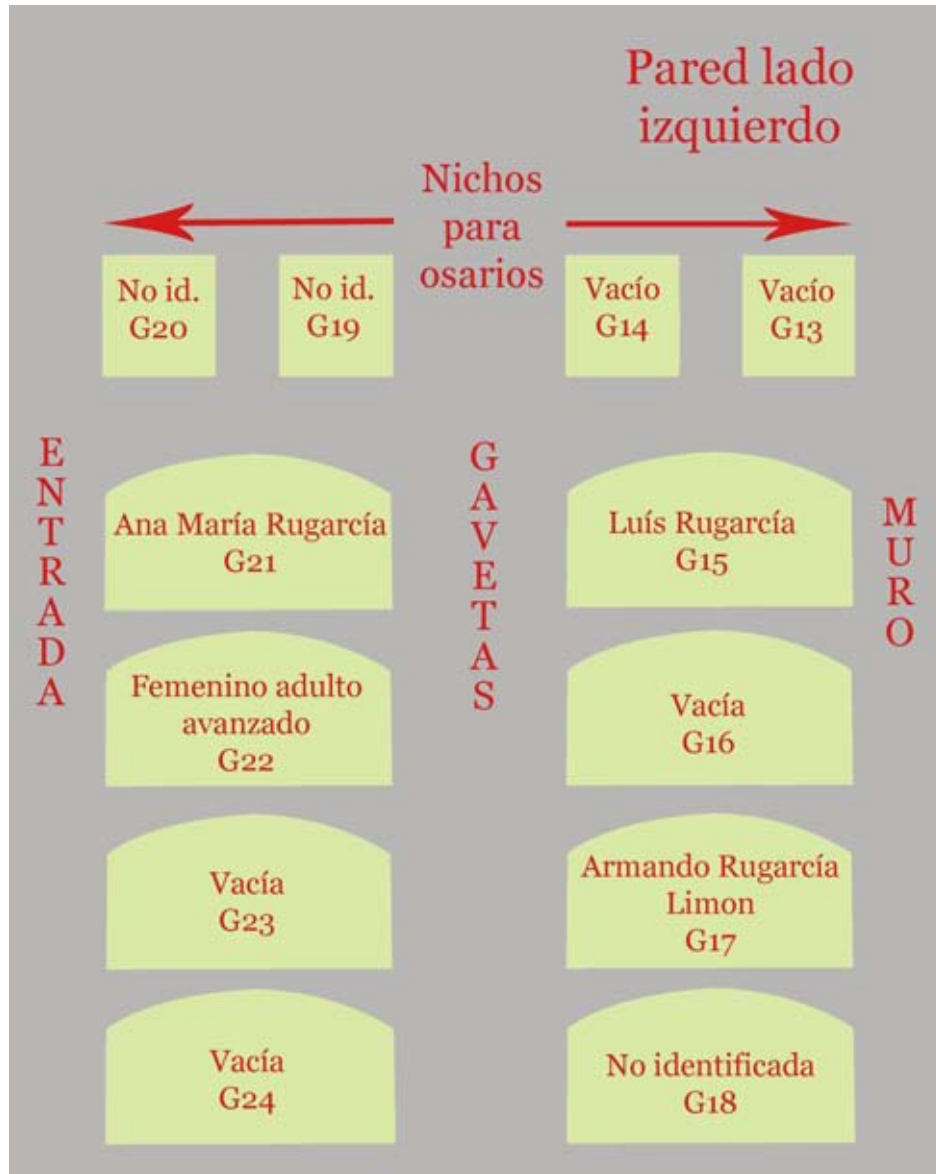 Pared lado
izquierdo
Nichos
para
osarios
No id.
G20
No id.
G19
Vacío
G14
Vacío
G13
ENTRADA
GAVETAS
MURO
Ana María Rugarcía
G21
Luís Rugarcía
G15
Femenino adulto
avanzado
G22
Vacía
G16
Vacía
G23
Armando Rugarcía
Limon
G17
Vacía
G24
No identificada
G18